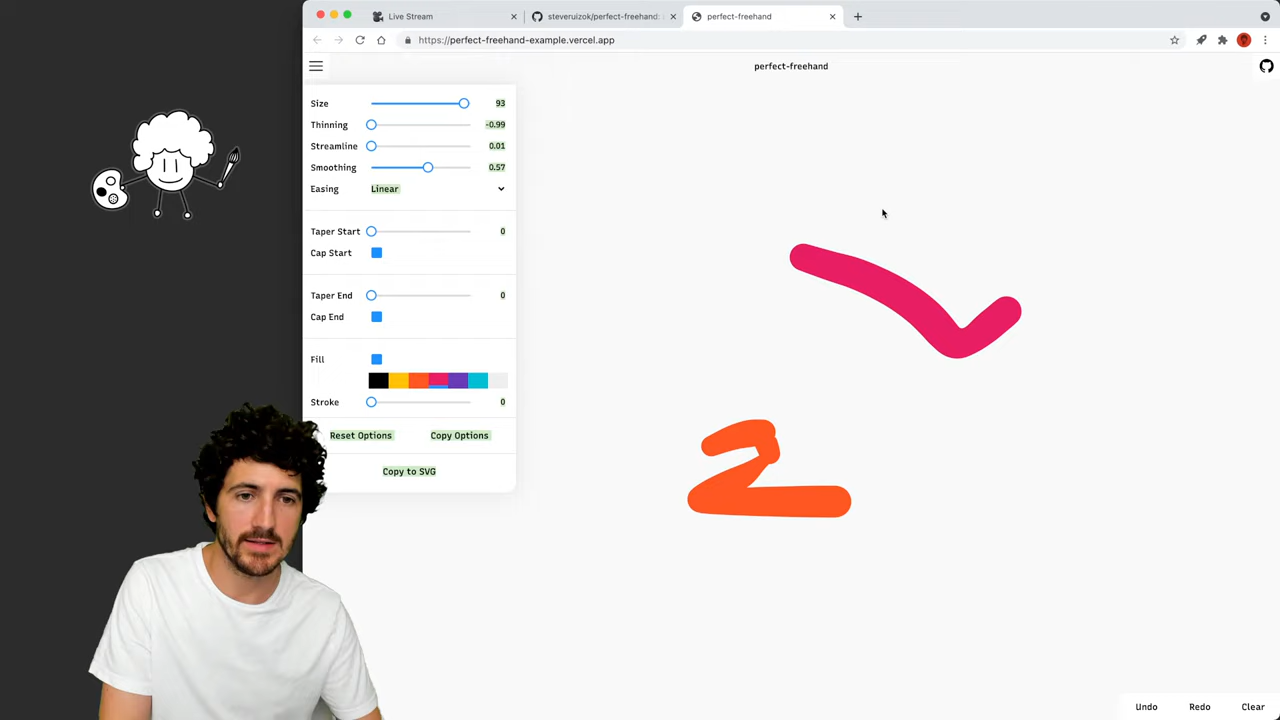 Live Stream
steveruizok/perfect-freehand:
perfect-freehand
https://perfect-freehand-example.vercel.app
perfect-freehand
Size 93
Thinning -0.99
Streamline 0.01
Smoothing 0.57
Easing Linear
Taper Start 0
Cap Start
Taper End 0
Cap End
Fill
Stroke 0
Reset Options Copy Options
Copy to SVG
2
Undo Redo Clear